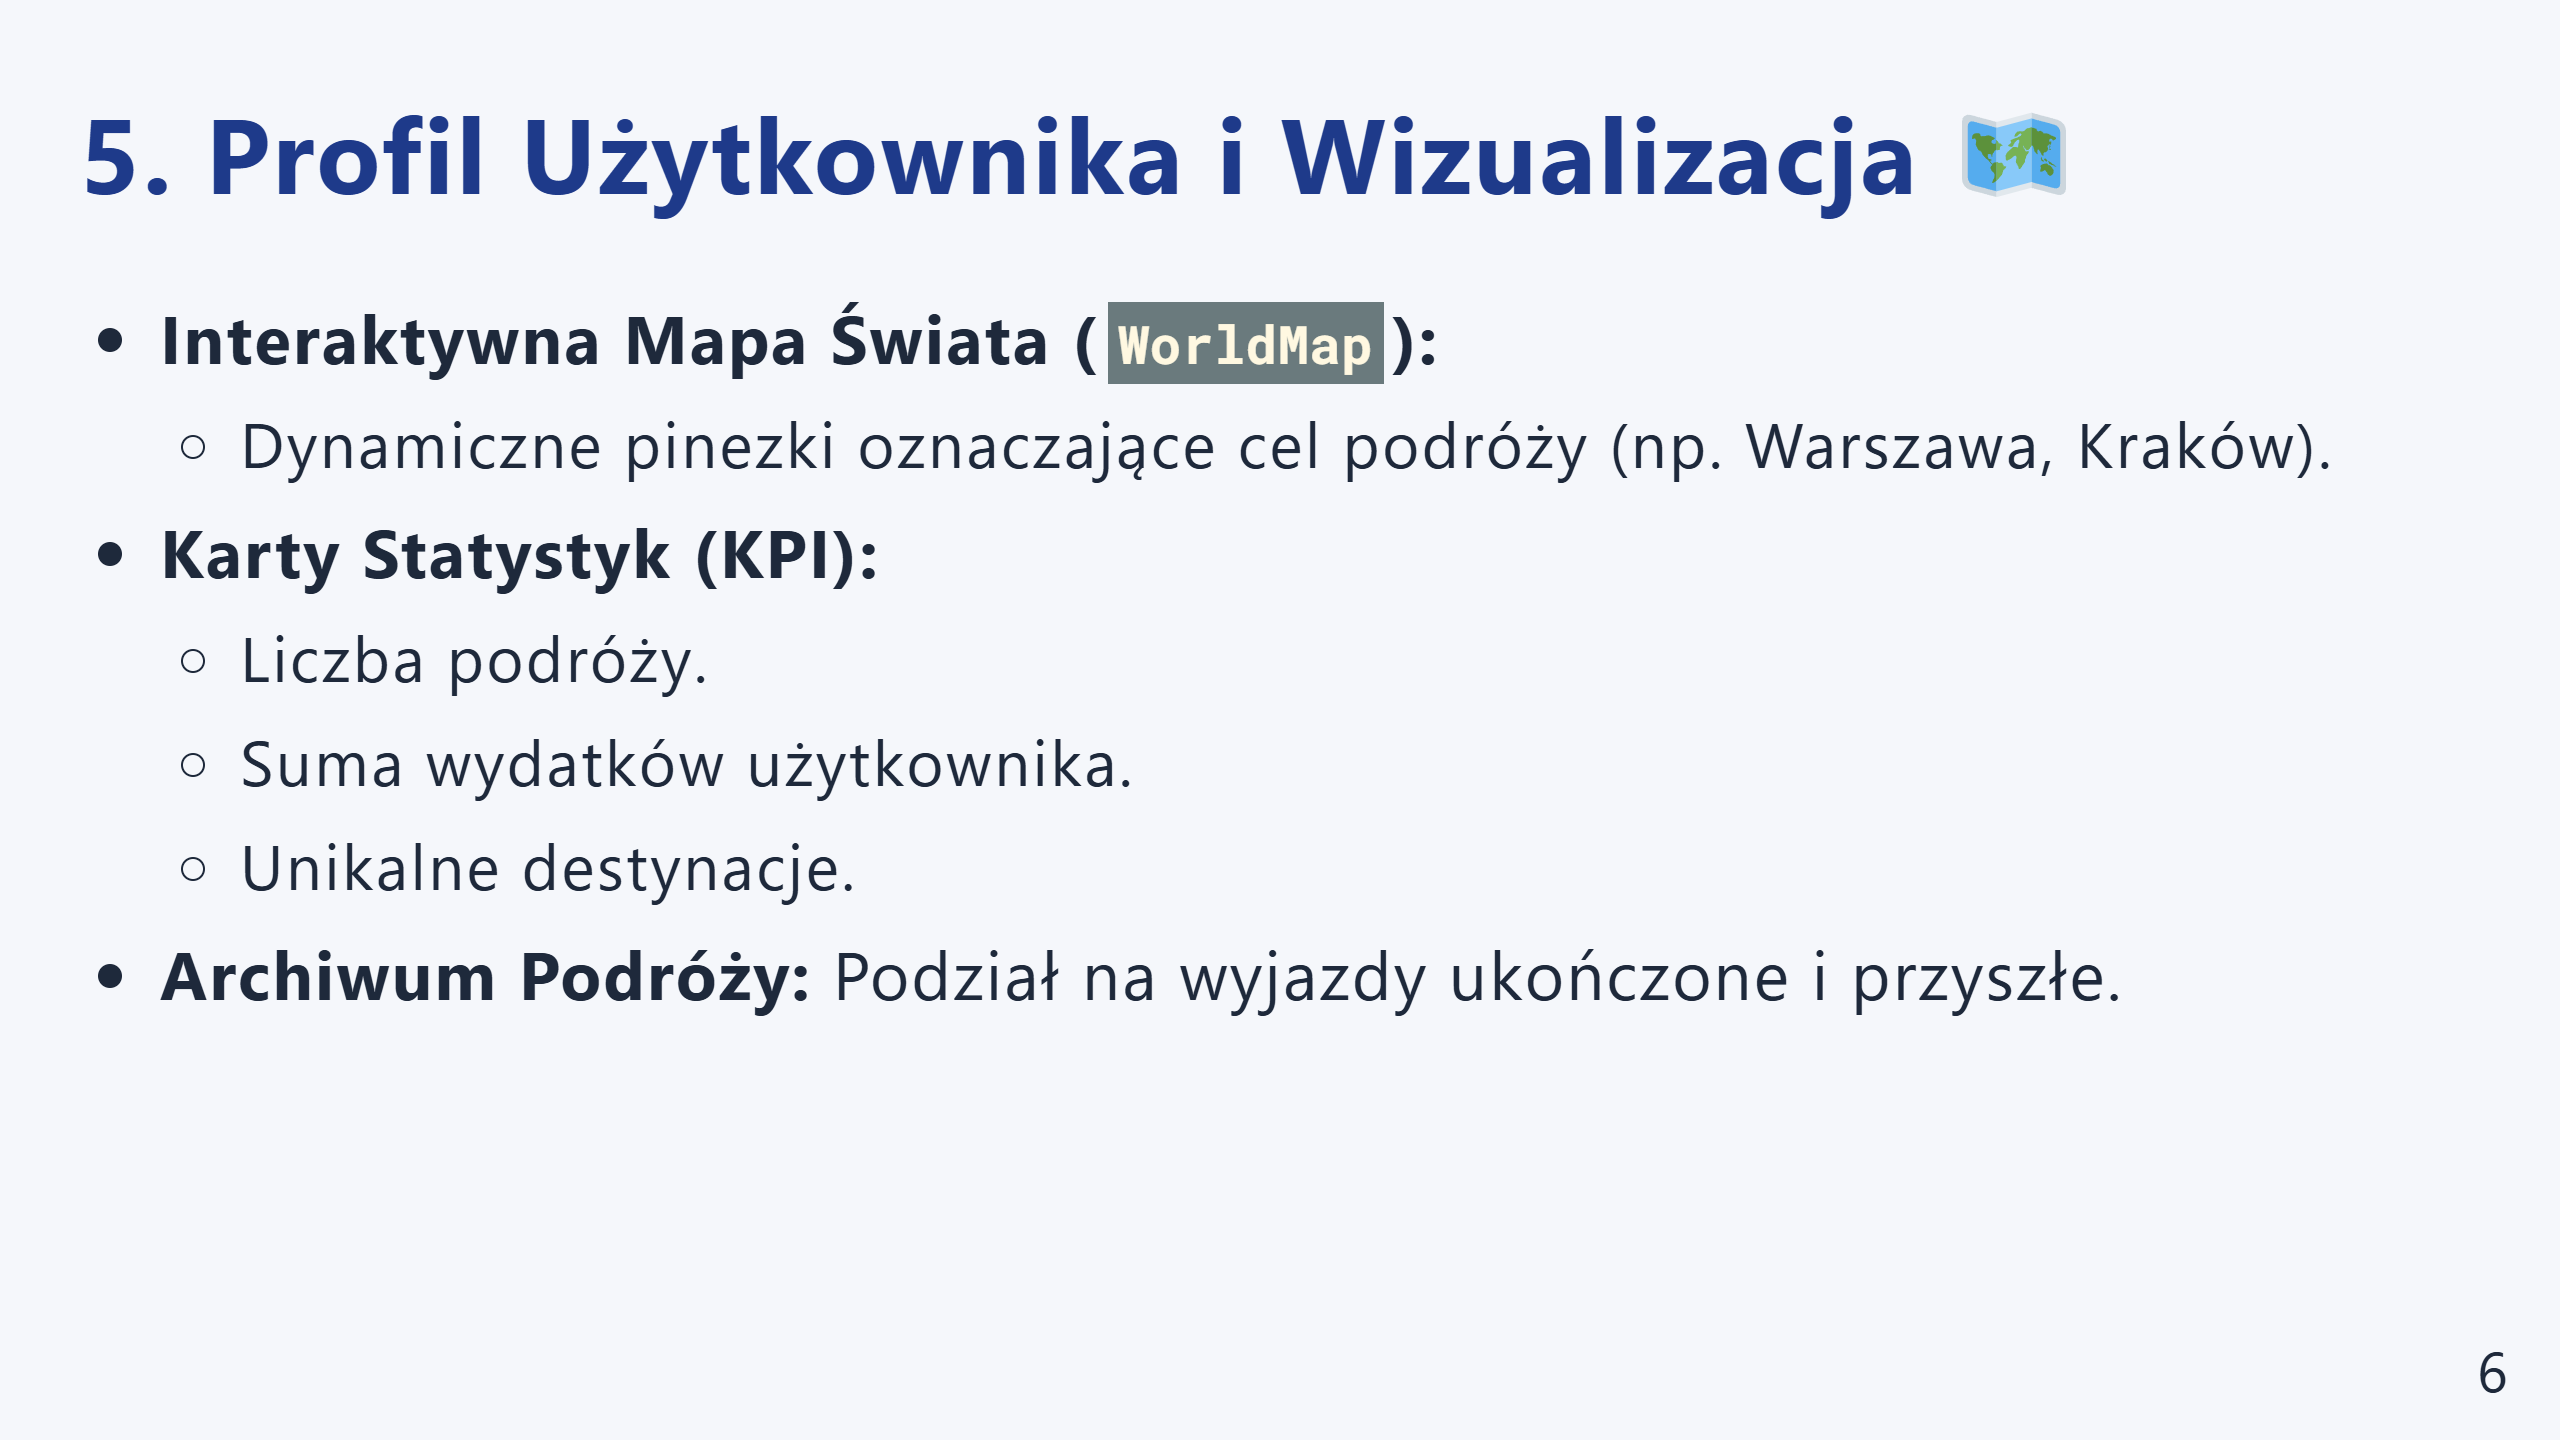 5. Profil Użytkownika i Wizualizacja 🗺️
• Interaktywna Mapa Świata (WorldMap):
○ Dynamiczne pinezki oznaczające cel podróży (np. Warszawa, Kraków).
• Karty Statystyk (KPI):
○ Liczba podróży.
○ Suma wydatków użytkownika.
○ Unikalne destynacje.
• Archiwum Podróży: Podział na wyjazdy ukończone i przyszłe.
6